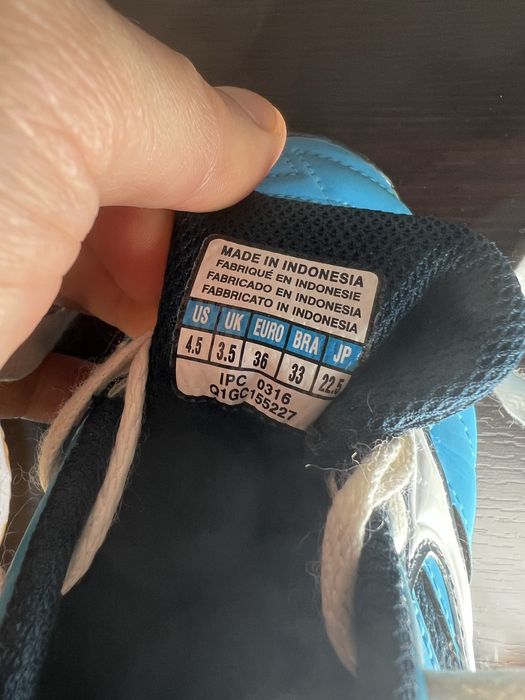 MADE IN INDONESIA
FABRIQUÉ EN INDONESIE
FABRICADO EN INDONESIA
FABBRICATO IN INDONESIA
US UK EURO BRA JP
4.5 3.5 36 33 22.5
IPC 0316
Q1GC155227